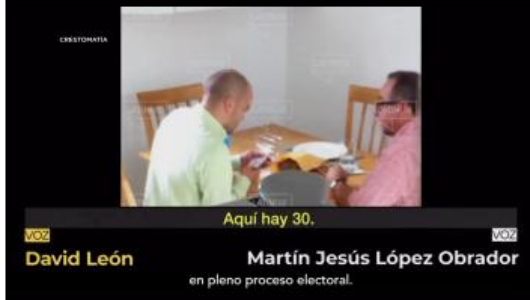 CRESTOMATÍA
Aquí hay 30.
VOZ
VOZ
David León
Martín Jesús López Obrador
en pleno proceso electoral.